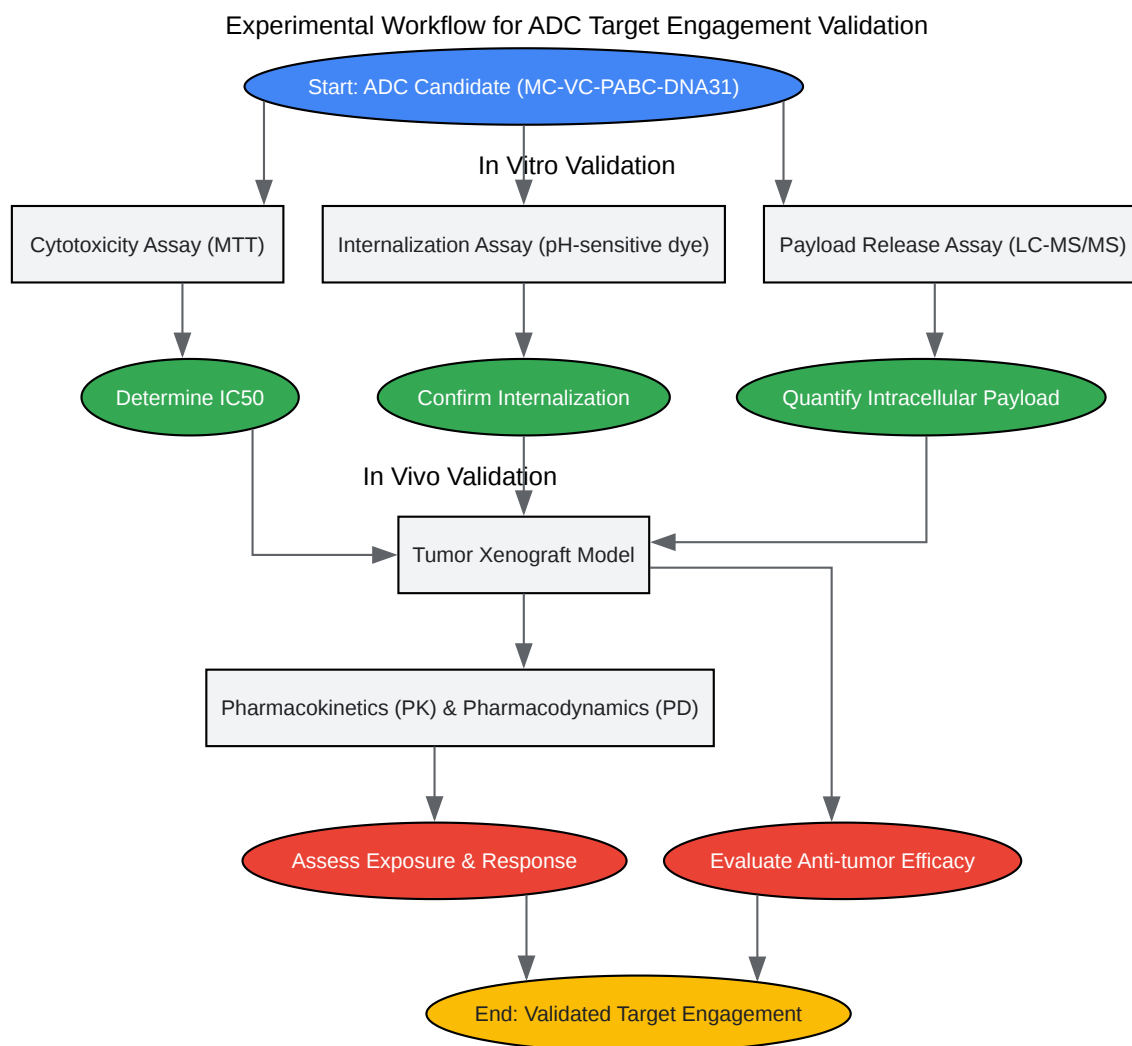 Experimental Workflow for ADC Target Engagement Validation
Start: ADC Candidate (MC-VC-PABC-DNA31)
In Vitro Validation
Cytotoxicity Assay (MTT)
Internalization Assay (pH-sensitive dye)
Payload Release Assay (LC-MS/MS)
Determine IC50
Confirm Internalization
Quantify Intracellular Payload
In Vivo Validation
Tumor Xenograft Model
Pharmacokinetics (PK) & Pharmacodynamics (PD)
Assess Exposure & Response
Evaluate Anti-tumor Efficacy
End: Validated Target Engagement